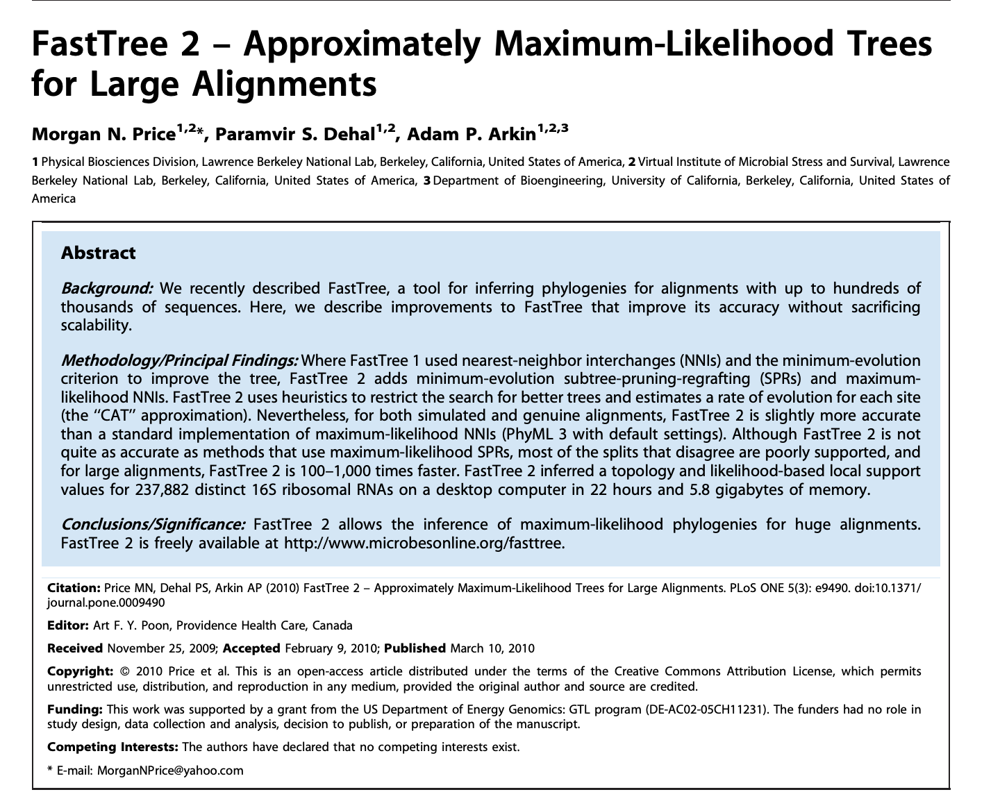 FastTree 2 – Approximately Maximum-Likelihood Trees
for Large Alignments
Morgan N. Price1,2*, Paramvir S. Dehal1,2, Adam P. Arkin1,2,3
1 Physical Biosciences Division, Lawrence Berkeley National Lab, Berkeley, California, United States of America, 2 Virtual Institute of Microbial Stress and Survival, Lawrence
Berkeley National Lab, Berkeley, California, United States of America, 3 Department of Bioengineering, University of California, Berkeley, California, United States of
America
Abstract
Background: We recently described FastTree, a tool for inferring phylogenies for alignments with up to hundreds of
thousands of sequences. Here, we describe improvements to FastTree that improve its accuracy without sacrificing
scalability.
Methodology/Principal Findings: Where FastTree 1 used nearest-neighbor interchanges (NNIs) and the minimum-evolution
criterion to improve the tree, FastTree 2 adds minimum-evolution subtree-pruning-regrafting (SPRs) and maximum-
likelihood NNIs. FastTree 2 uses heuristics to restrict the search for better trees and estimates a rate of evolution for each site
(the “CAT” approximation). Nevertheless, for both simulated and genuine alignments, FastTree 2 is slightly more accurate
than a standard implementation of maximum-likelihood NNIs (PhyML 3 with default settings). Although FastTree 2 is not
quite as accurate as methods that use maximum-likelihood SPRs, most of the splits that disagree are poorly supported, and
for large alignments, FastTree 2 is 100–1,000 times faster. FastTree 2 inferred a topology and likelihood-based local support
values for 237,882 distinct 16S ribosomal RNAs on a desktop computer in 22 hours and 5.8 gigabytes of memory.
Conclusions/Significance: FastTree 2 allows the inference of maximum-likelihood phylogenies for huge alignments.
FastTree 2 is freely available at http://www.microbesonline.org/fasttree.
Citation: Price MN, Dehal PS, Arkin AP (2010) FastTree 2 – Approximately Maximum-Likelihood Trees for Large Alignments. PLoS ONE 5(3): e9490. doi:10.1371/
journal.pone.0009490
Editor: Art F. Y. Poon, Providence Health Care, Canada
Received November 25, 2009; Accepted February 9, 2010; Published March 10, 2010
Copyright: © 2010 Price et al. This is an open-access article distributed under the terms of the Creative Commons Attribution License, which permits
unrestricted use, distribution, and reproduction in any medium, provided the original author and source are credited.
Funding: This work was supported by a grant from the US Department of Energy Genomics: GTL program (DE-AC02-05CH11231). The funders had no role in
study design, data collection and analysis, decision to publish, or preparation of the manuscript.
Competing Interests: The authors have declared that no competing interests exist.
* E-mail: MorganNPrice@yahoo.com